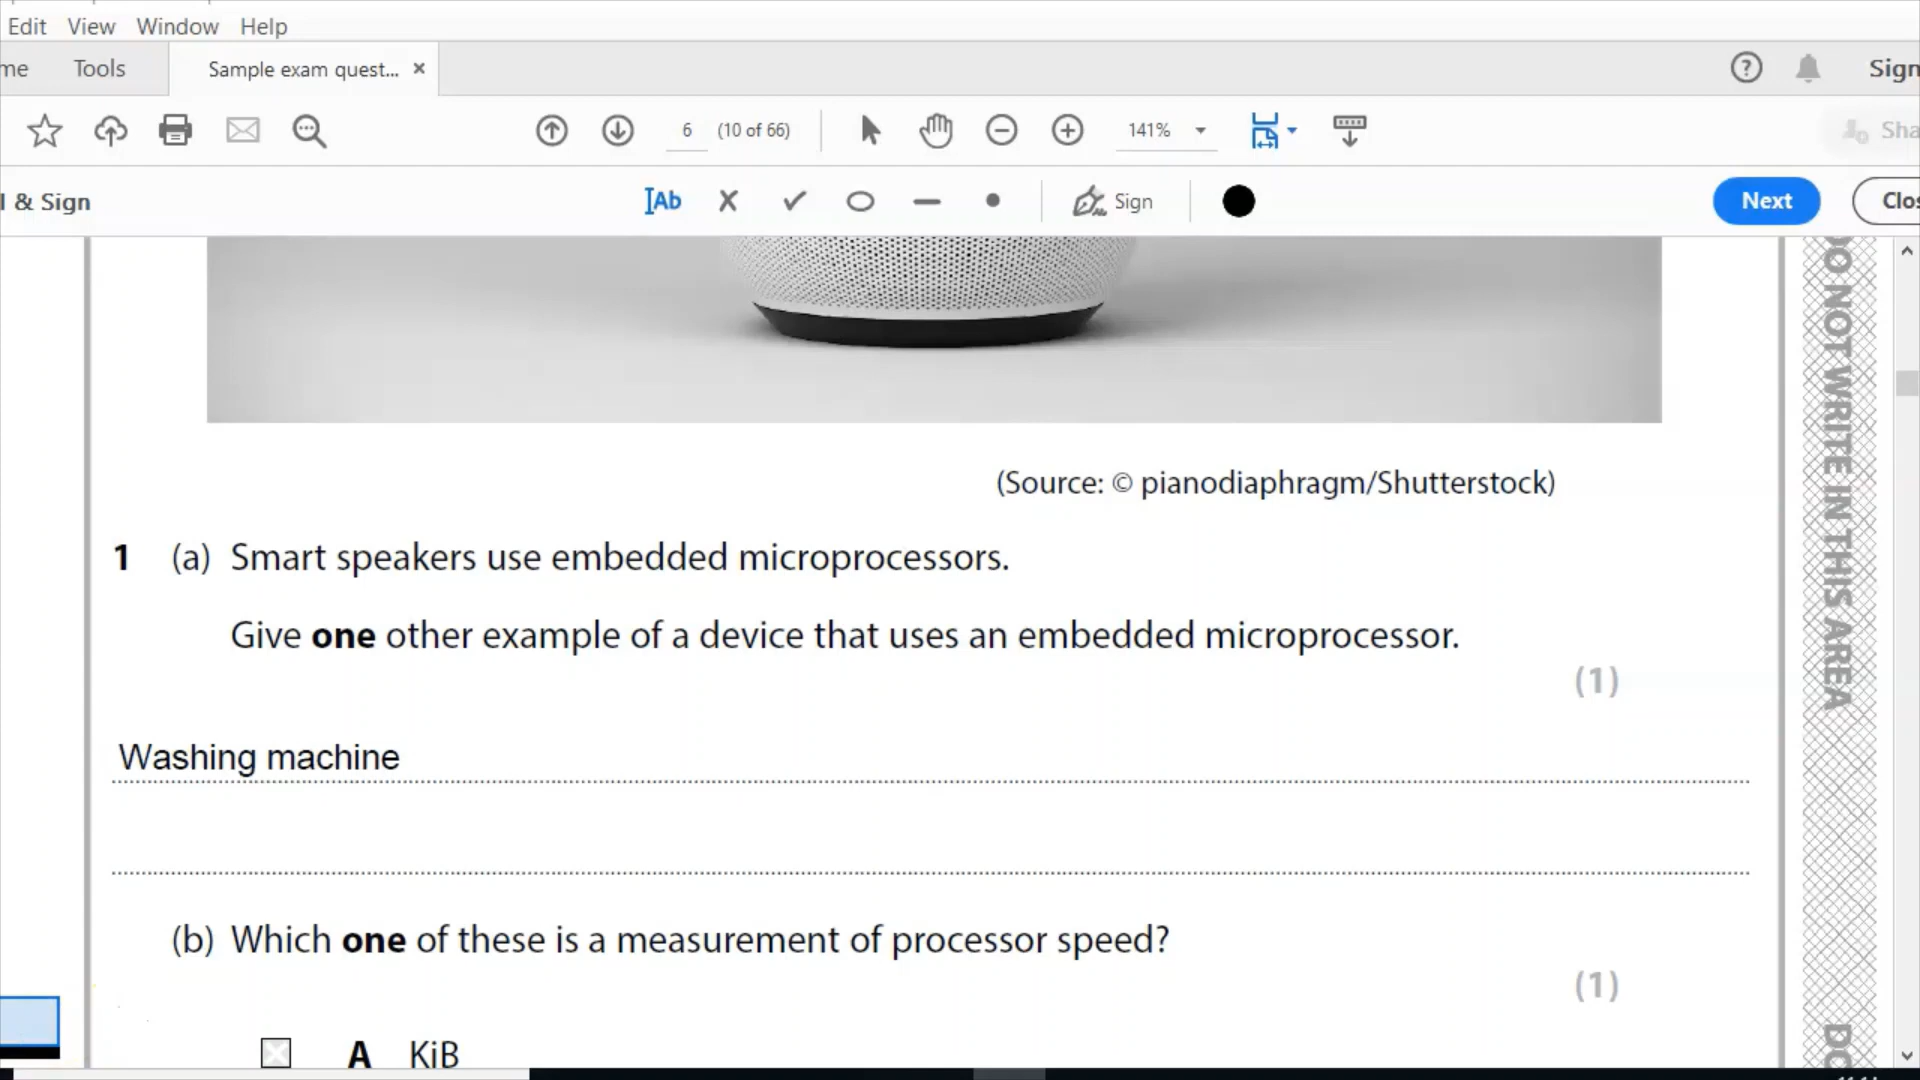 Edit View Window Help
me Tools Sample exam quest... × Sign
6 (10 of 66) 141% Sha
l & Sign Ab Sign Next Clos
(Source: © pianodiaphragm/Shutterstock)
1 (a) Smart speakers use embedded microprocessors.
Give one other example of a device that uses an embedded microprocessor.
(1)
Washing machine
(b) Which one of these is a measurement of processor speed?
(1)
A KiB
DO NOT WRITE IN THIS AREA
DO